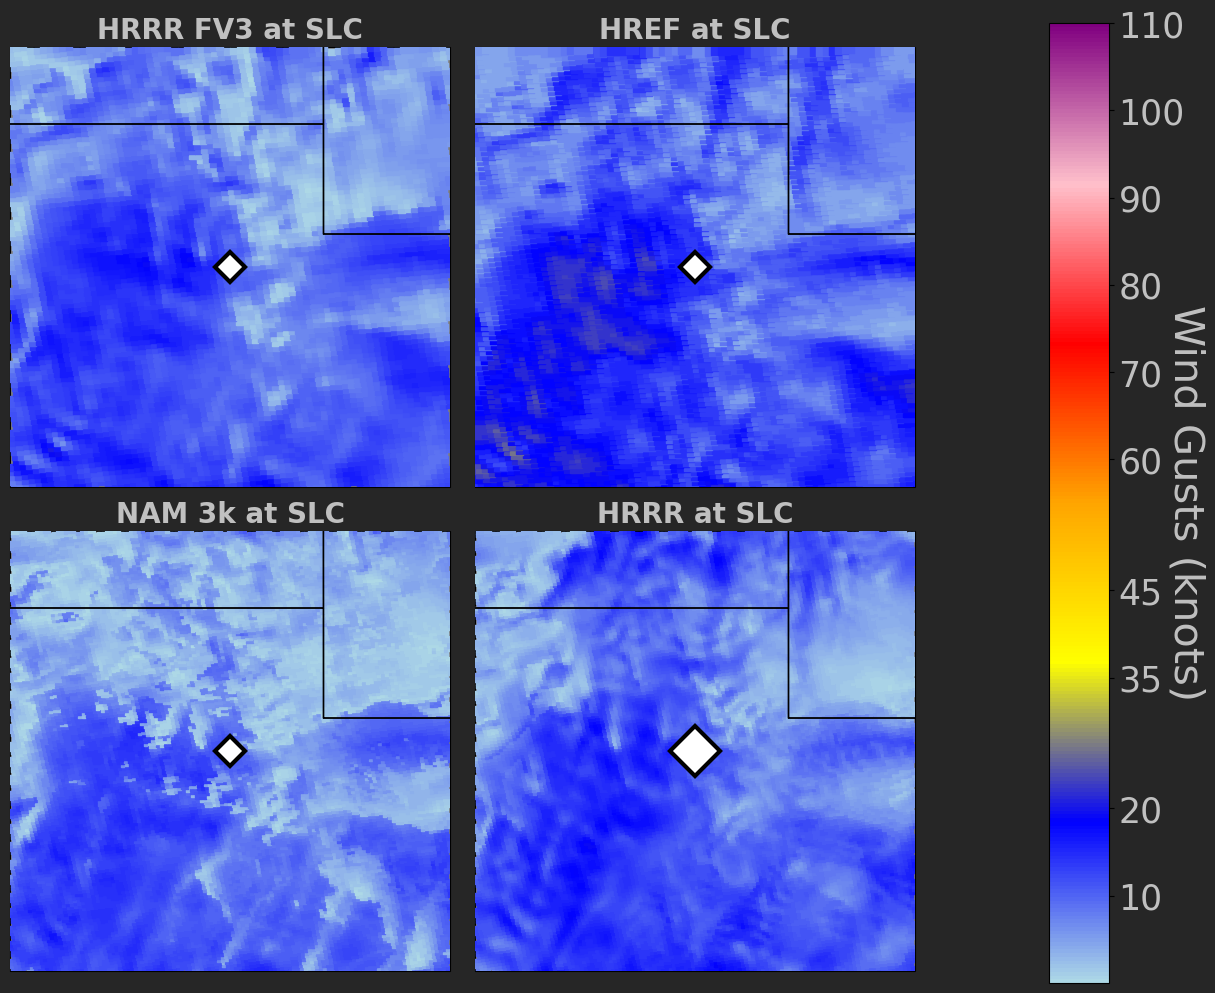 HRRR FV3 at SLC
HREF at SLC
NAM 3k at SLC
HRRR at SLC
110
100
90
80
70
60
45
35
20
10
Wind Gusts (knots)